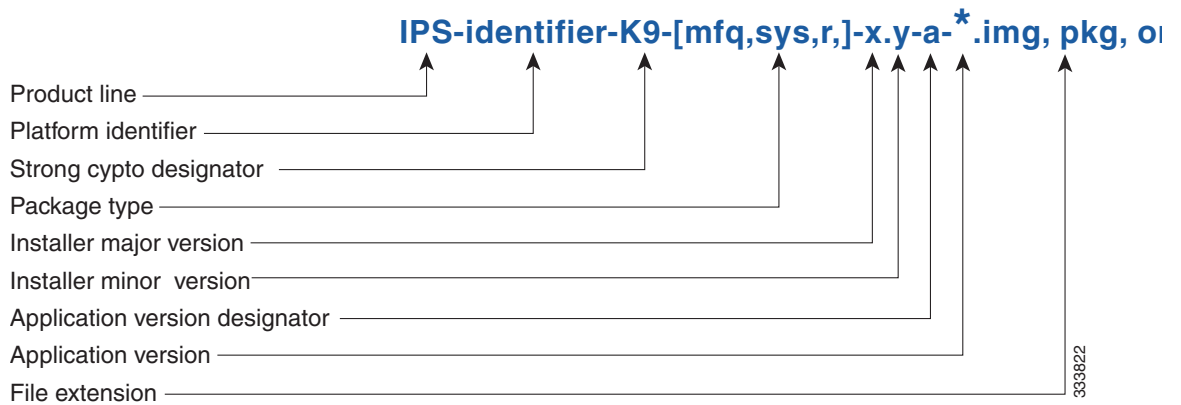 IPS-identifier-K9-[mfq,sys,r,]-x.y-a-*.img, pkg, or
Product line
Platform identifier
Strong cypto designator
Package type
Installer major version
Installer minor version
Application version designator
Application version
File extension
333822